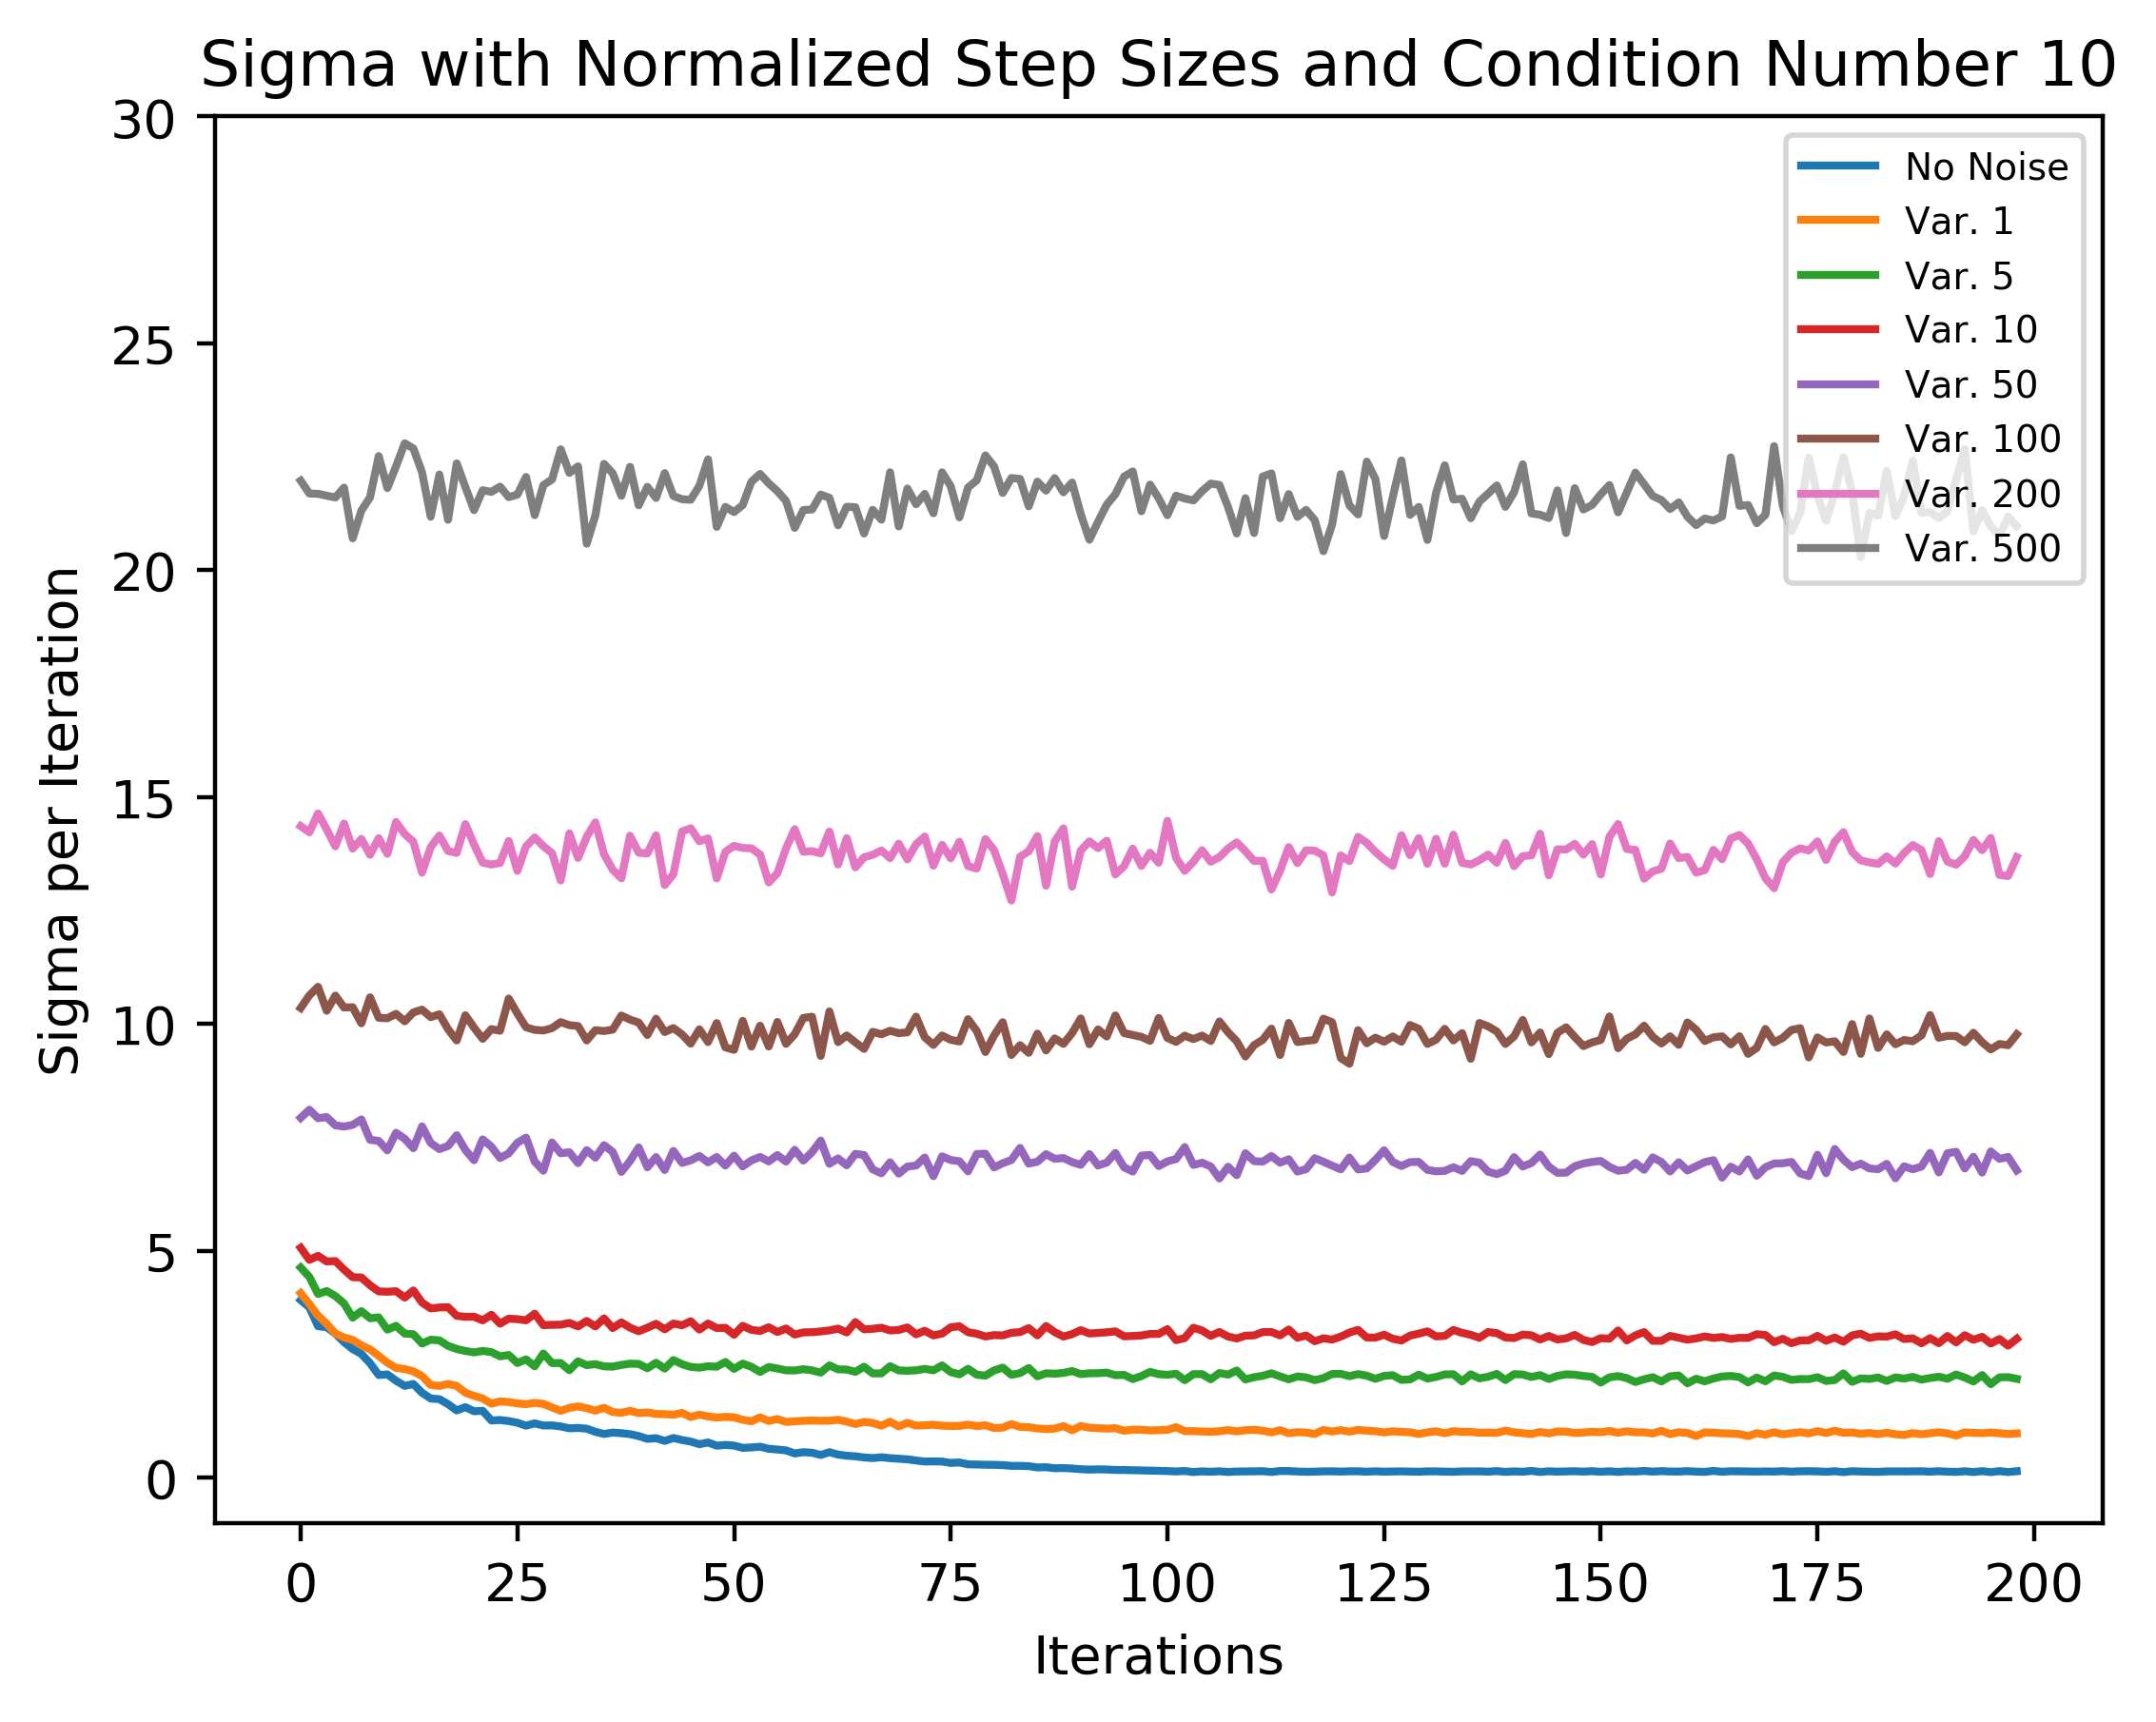 Sigma with Normalized Step Sizes and Condition Number 10
30
25
20
15
10
5
0
Sigma per Iteration
No Noise
Var. 1
Var. 5
Var. 10
Var. 50
Var. 100
Var. 200
Var. 500
0 25 50 75 100 125 150 175 200
Iterations